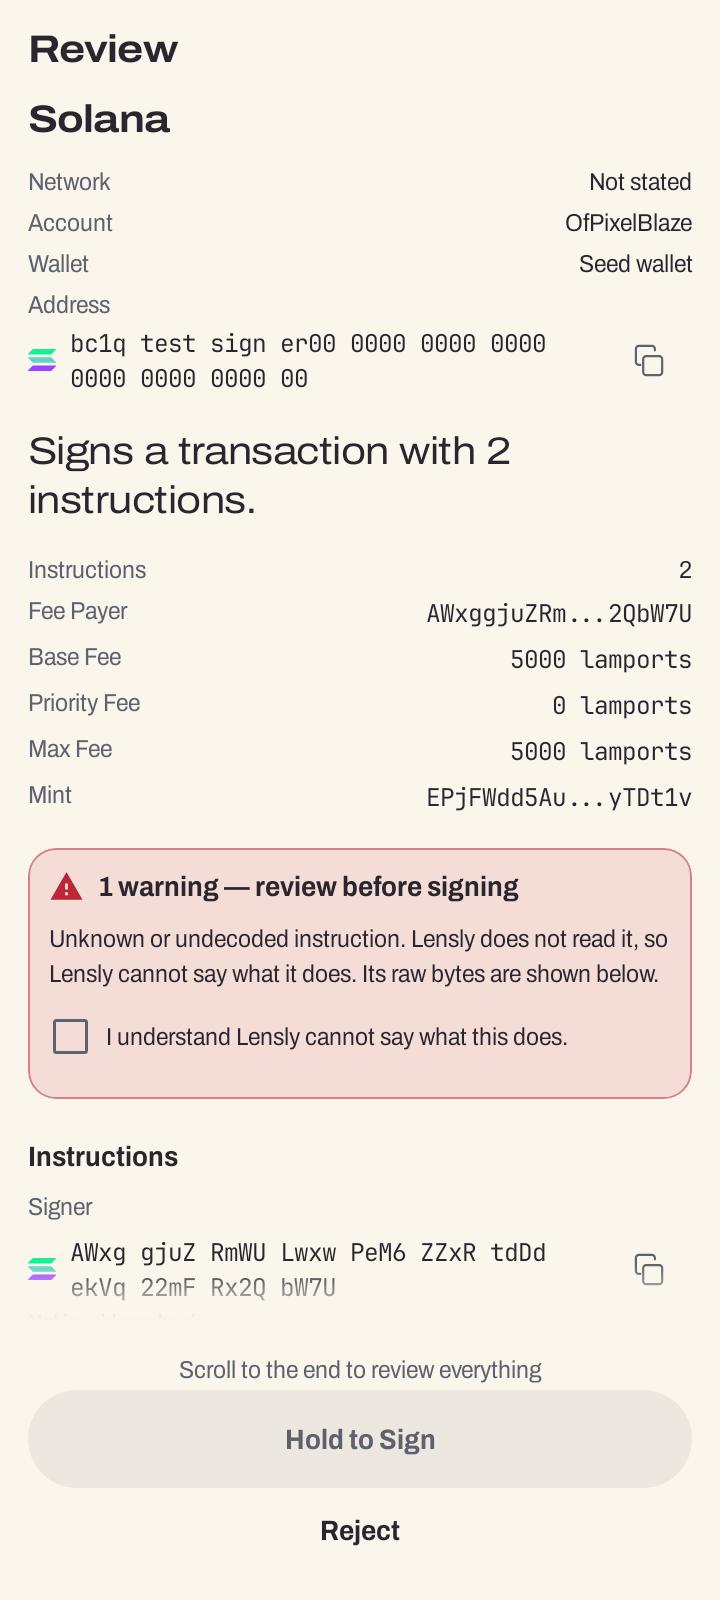 Review
Solana
Network Not stated
Account OfPixelBlaze
Wallet Seed wallet
Address
bc1q test sign er00 0000 0000 0000
0000 0000 0000 00
Signs a transaction with 2
instructions.
Instructions 2
Fee Payer AWxggjuZRm...2QbW7U
Base Fee 5000 lamports
Priority Fee 0 lamports
Max Fee 5000 lamports
Mint EPjFWdd5Au...yTDt1v
1 warning — review before signing
Unknown or undecoded instruction. Lensly does not read it, so
Lensly cannot say what it does. Its raw bytes are shown below.
I understand Lensly cannot say what this does.
Instructions
Signer
AWxg gjuZ RmWU Lwxw PeM6 ZZxR tdDd
ekVq 22mF Rx2Q bW7U
Scroll to the end to review everything
Hold to Sign
Reject